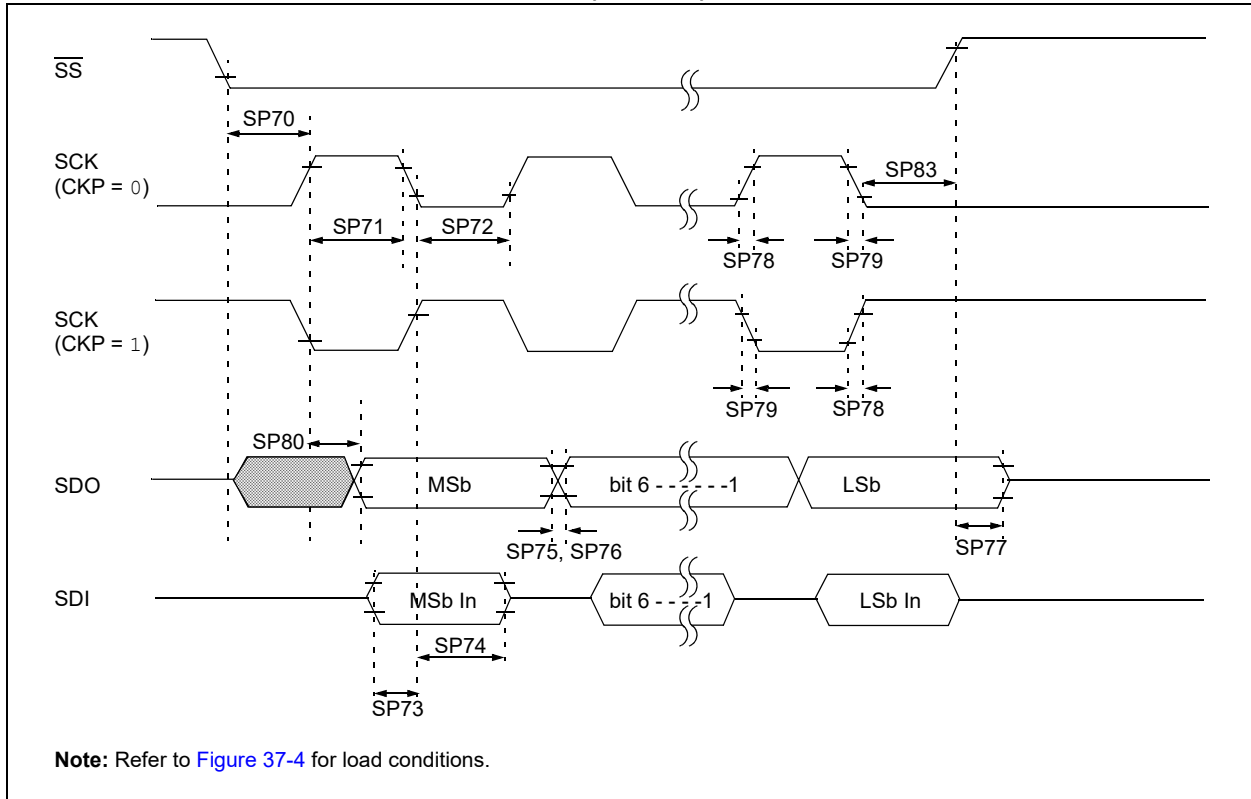 SS
SP70
SCK
(CKP = 0)
SP83
SP71
SP72
SP78
SP79
SCK
(CKP = 1)
SP79
SP78
SP80
SDO
MSb
bit 6 - - - - - -1
LSb
SP75, SP76
SP77
SDI
MSb In
bit 6 - - - -1
LSb In
SP74
SP73
Note: Refer to Figure 37-4 for load conditions.